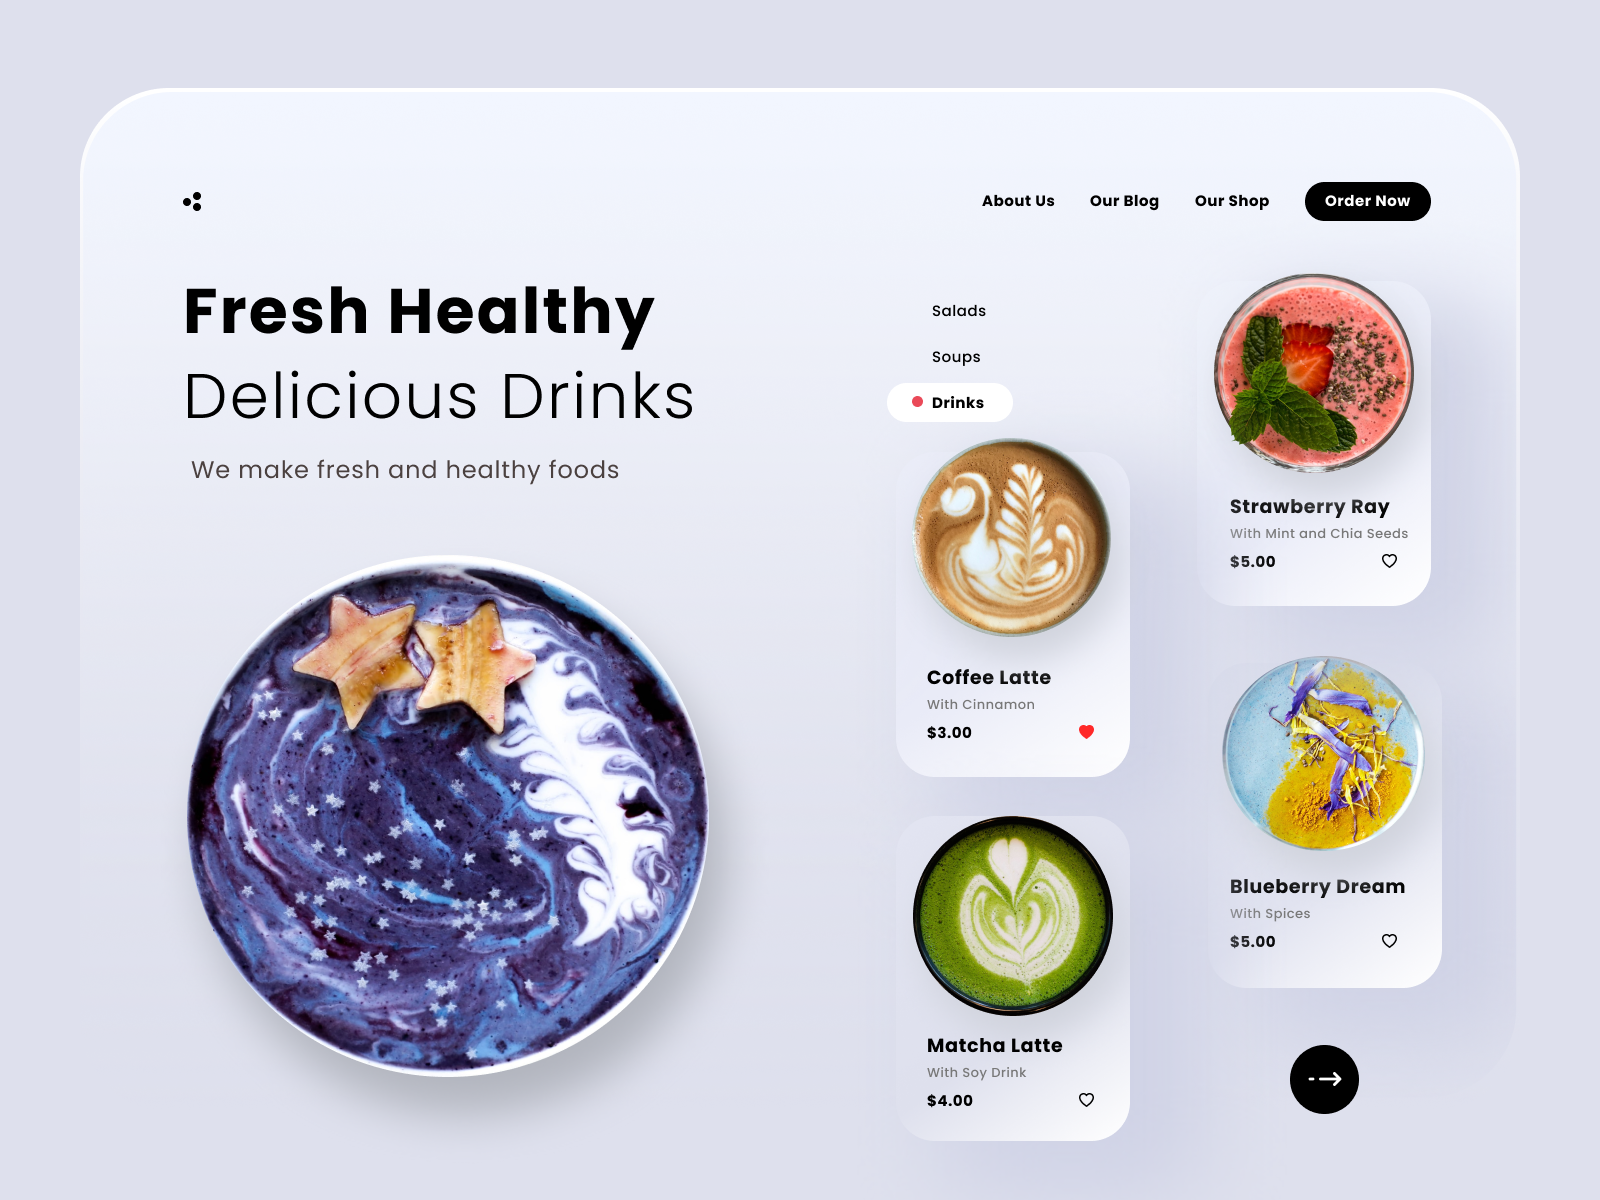 About Us
Our Blog
Our Shop
Order Now
Fresh Healthy
Delicious Drinks
We make fresh and healthy foods
Salads
Soups
Drinks
Coffee Latte
With Cinnamon
$3.00
Matcha Latte
With Soy Drink
$4.00
Strawberry Ray
With Mint and Chia Seeds
$5.00
Blueberry Dream
With Spices
$5.00